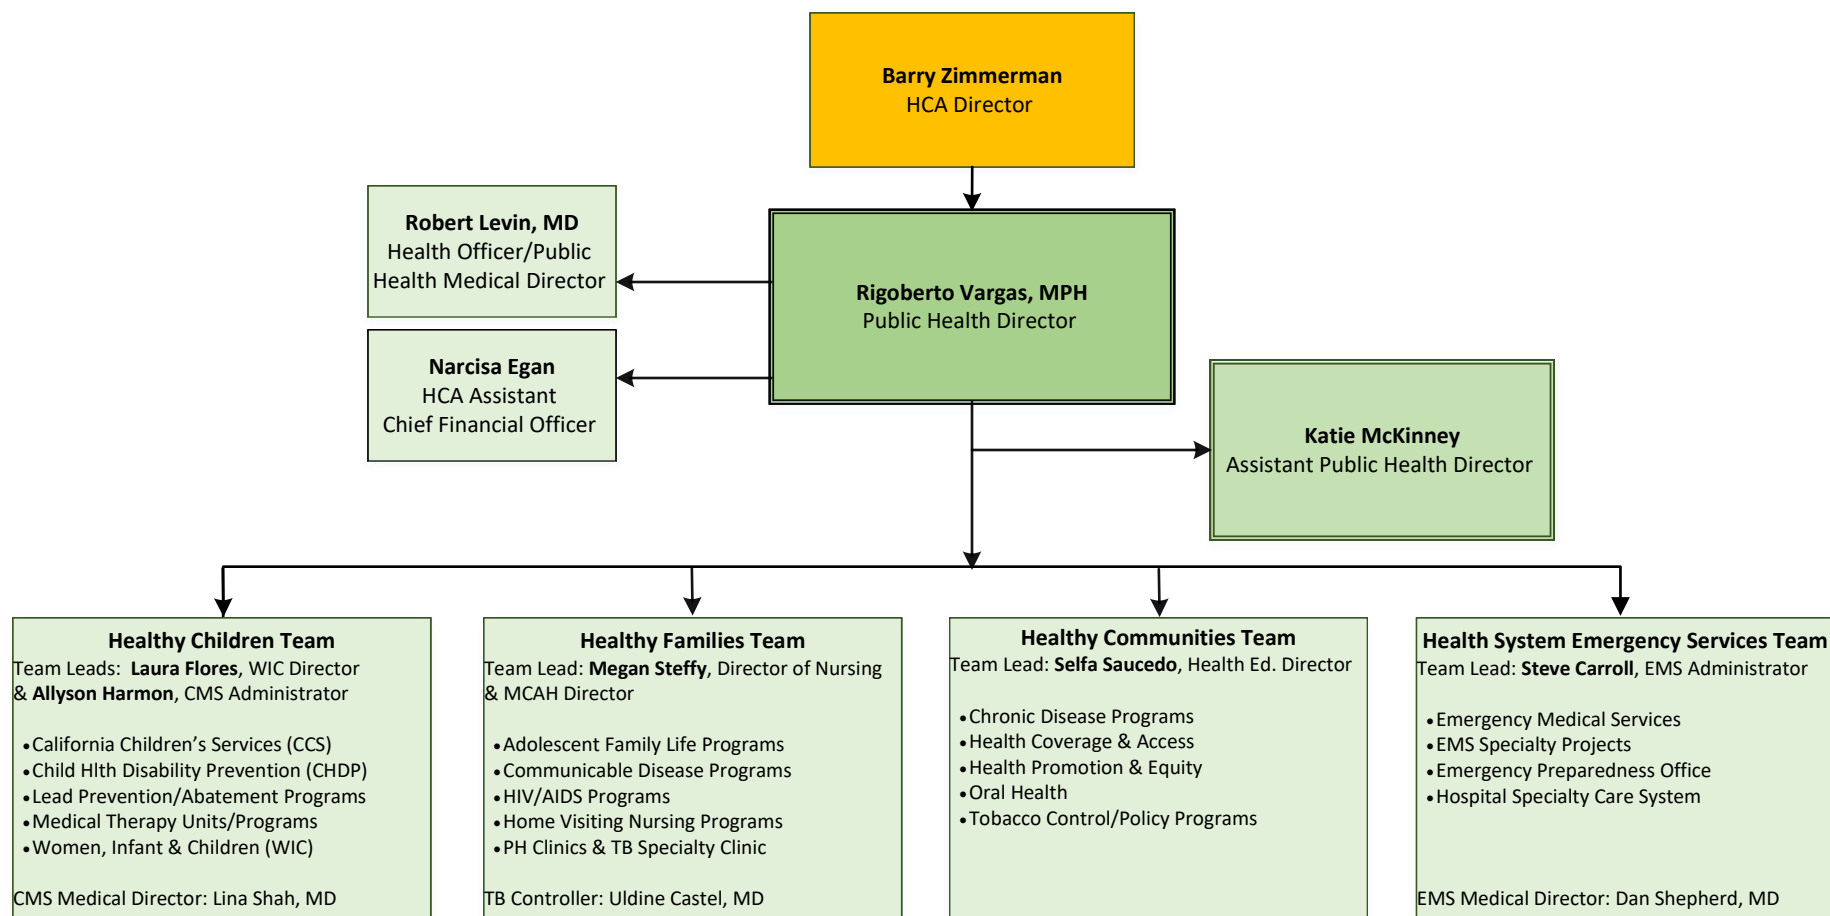 Barry Zimmerman
HCA Director
Robert Levin, MD
Health Officer/Public
Health Medical Director
Rigoberto Vargas, MPH
Public Health Director
Narcisa Egan
HCA Assistant
Chief Financial Officer
Katie McKinney
Assistant Public Health Director
Healthy Children Team
Team Leads: Laura Flores, WIC Director
& Allyson Harmon, CMS Administrator
• California Children’s Services (CCS)
• Child Hlth Disability Prevention (CHDP)
• Lead Prevention/Abatement Programs
• Medical Therapy Units/Programs
• Women, Infant & Children (WIC)
CMS Medical Director: Lina Shah, MD
Healthy Families Team
Team Lead: Megan Steffy, Director of Nursing
& MCAH Director
• Adolescent Family Life Programs
• Communicable Disease Programs
• HIV/AIDS Programs
• Home Visiting Nursing Programs
• PH Clinics & TB Specialty Clinic
TB Controller: Uldine Castel, MD
Healthy Communities Team
Team Lead: Selfa Saucedo, Health Ed. Director
• Chronic Disease Programs
• Health Coverage & Access
• Health Promotion & Equity
• Oral Health
• Tobacco Control/Policy Programs
Health System Emergency Services Team
Team Lead: Steve Carroll, EMS Administrator
• Emergency Medical Services
• EMS Specialty Projects
• Emergency Preparedness Office
• Hospital Specialty Care System
EMS Medical Director: Dan Shepherd, MD